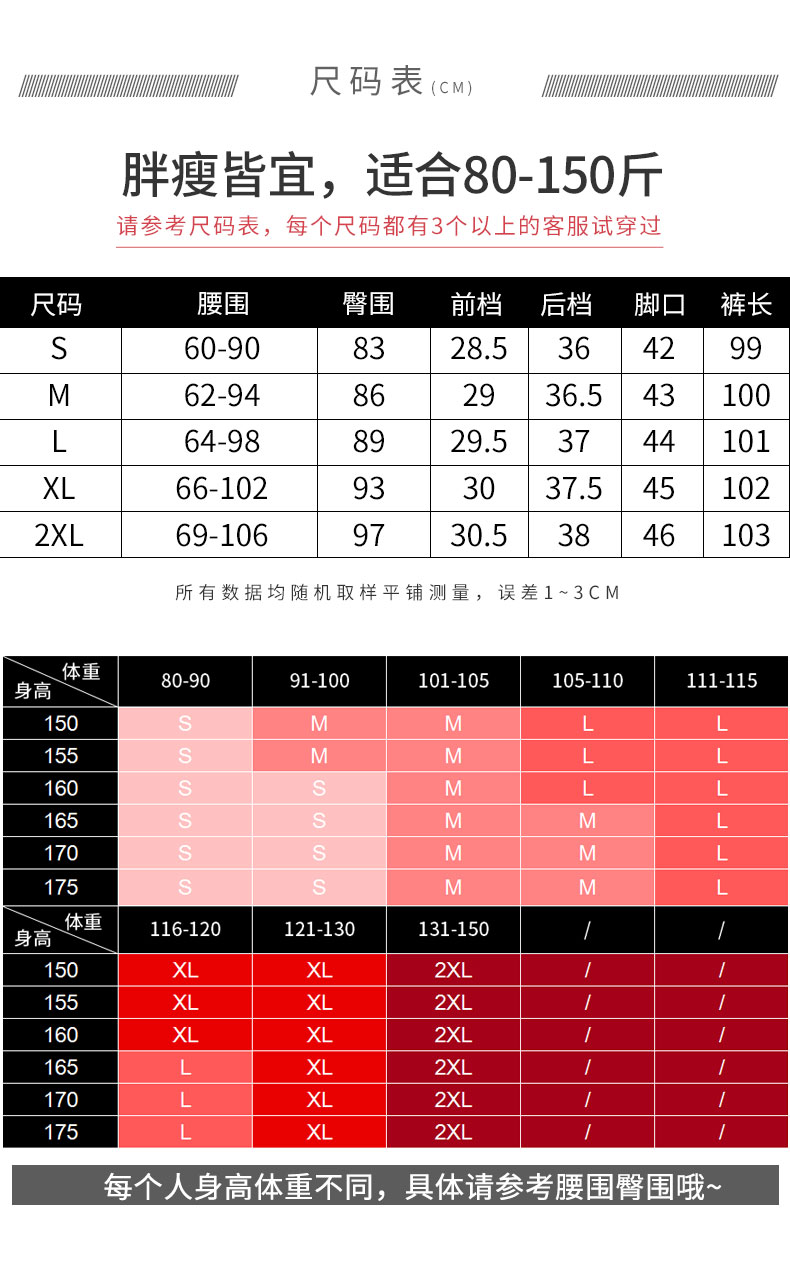 尺码表(CM)
胖瘦皆宜，适合80-150斤
请参考尺码表，每个尺码都有3个以上的客服试穿过
尺码 腰围 臀围 前档 后档 脚口 裤长
S 60-90 83 28.5 36 42 99
M 62-94 86 29 36.5 43 100
L 64-98 89 29.5 37 44 101
XL 66-102 93 30 37.5 45 102
2XL 69-106 97 30.5 38 46 103
所有数据均随机取样平铺测量，误差1~3CM
体重 身高 80-90 91-100 101-105 105-110 111-115
150 S M M L L
155 S M M L L
160 S S M L L
165 S S M M L
170 S S M M L
175 S S M M L
体重 身高 116-120 121-130 131-150 / /
150 XL XL 2XL / /
155 XL XL 2XL / /
160 XL XL 2XL / /
165 L XL 2XL / /
170 L XL 2XL / /
175 L XL 2XL / /
每个人身高体重不同，具体请参考腰围臀围哦~